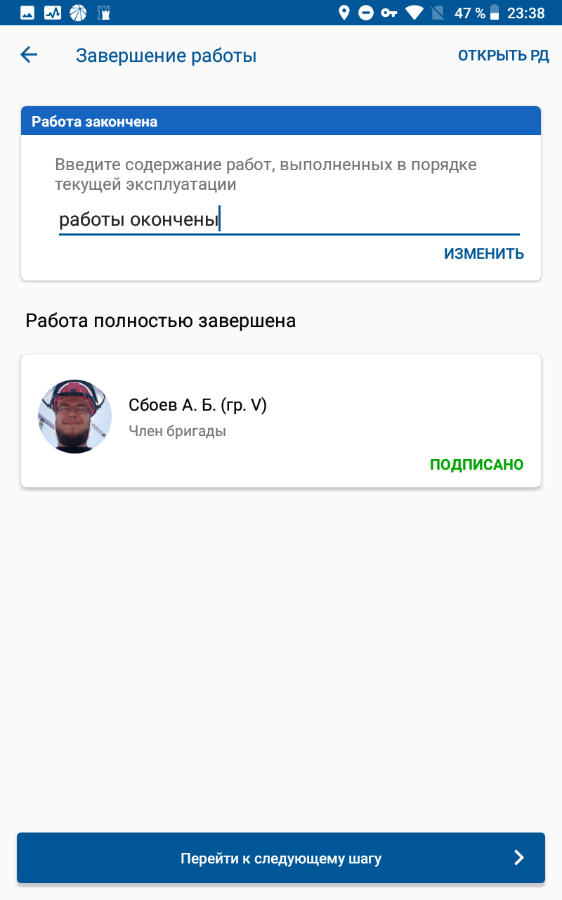 47 % 23:38
Завершение работы
ОТКРЫТЬ РД
Работа закончена
Введите содержание работ, выполненных в порядке
текущей эксплуатации
работы окончены
ИЗМЕНИТЬ
Работа полностью завершена
Сбоев А. Б. (гр. V)
Член бригады
ПОДПИСАНО
Перейти к следующему шагу